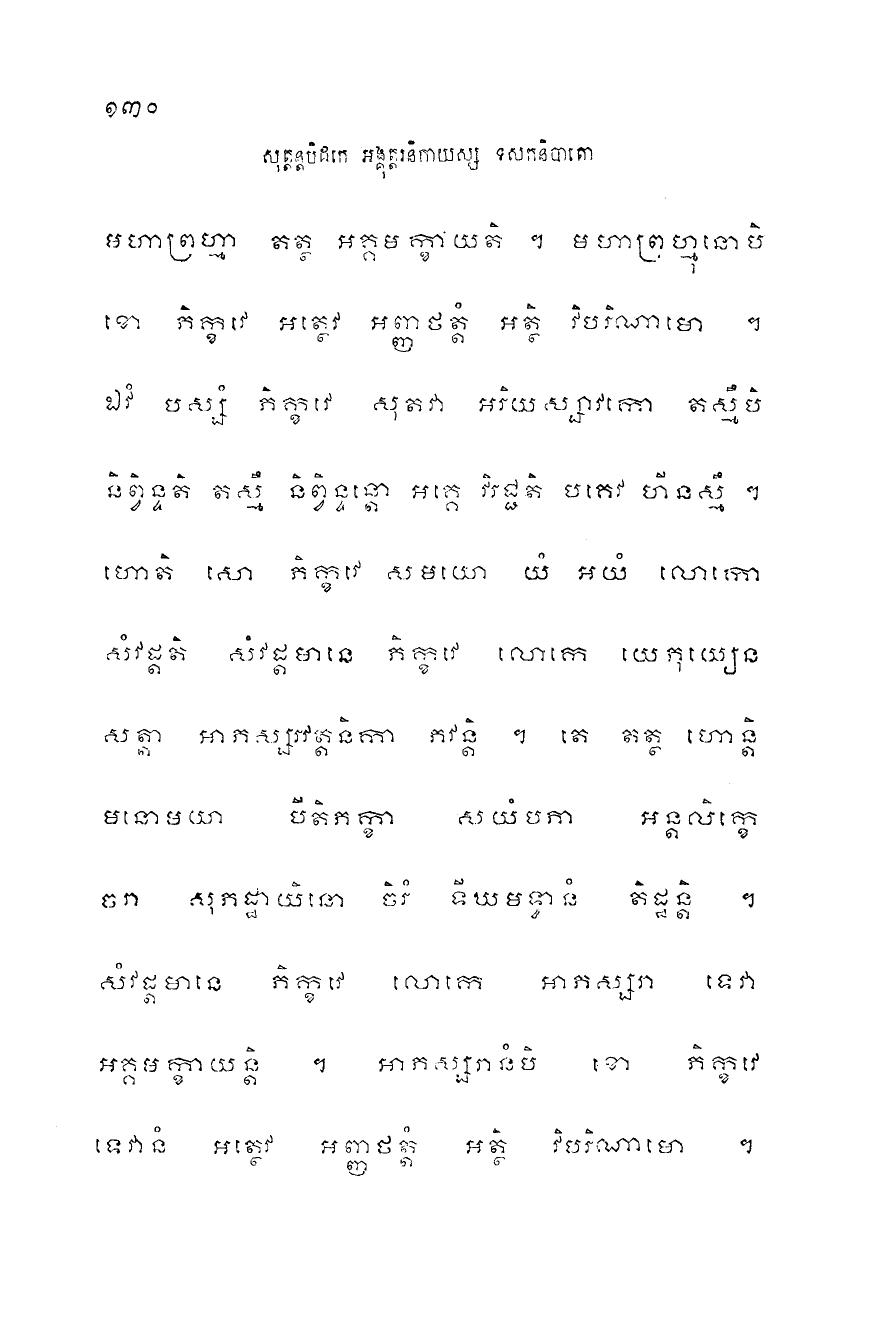 ១៣០
សុត្តន្តបិដកេ អង្គុត្តរនិកាយស្ស ទសកនិបាតោ
មហាព្រហ្មា តត្ថ អគ្គមក្ខាយតិ ។ មហាព្រហ្មុនោបិ
ខោ ភិក្ខវេ អត្ថេវ អញ្ញថត្តំ អត្ថិ វិបរិណាមោ ។
ឯវំ បស្សំ ភិក្ខវេ សុតវា អរិយស្សាវកោ តស្មឹបិ
និព្វិន្ទតិ តស្មឹ និព្វិន្ទន្តោ អគ្គេ វិរជ្ជតិ បគេវ ហីនស្មឹ ។
ហោតិ សោ ភិក្ខវេ សមយោ យំ អយំ លោកោ
សំវដ្តតិ សំវដ្តមានេ ភិក្ខវេ លោកេ យេភុយ្យេន
សត្តា អាភស្សរវត្តនិកា ភវន្តិ ។ តេ តត្ថ ហោន្តិ
មនោមយា បីតិភក្ខា សយំបភា អន្តលិក្ខេ
ចរា សុភដ្ឋាយិនោ ចិរំ ទីឃមទ្ធានំ តិដ្ឋន្តិ ។
សំវដ្តមានេ ភិក្ខវេ លោកេ អាភស្សរា ទេវា
អគ្គមក្ខាយន្តិ ។ អាភស្សរានំបិ ខោ ភិក្ខវេ
ទេវានំ អត្ថេវ អញ្ញថត្តំ អត្ថិ វិបរិណាមោ ។